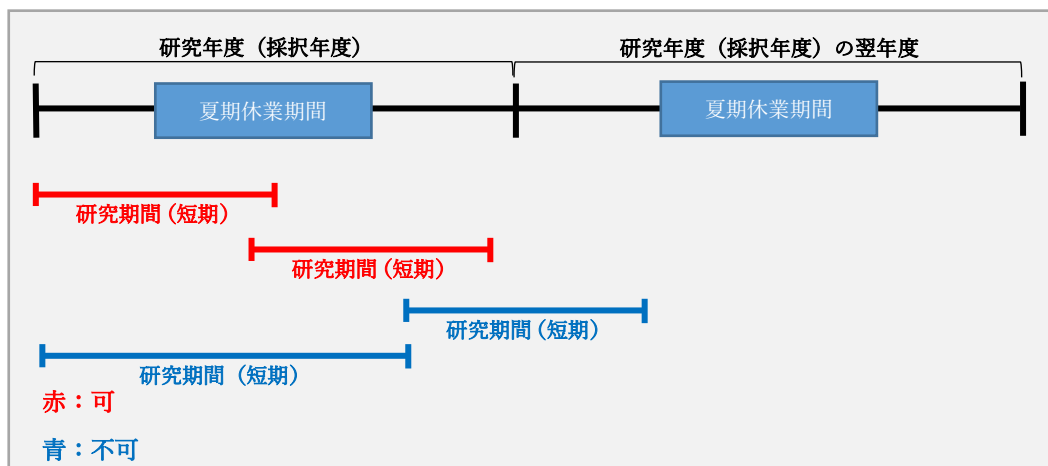 研究年度（採択年度）
研究年度（採択年度）の翌年度
夏期休業期間
夏期休業期間
研究期間（短期）
研究期間（短期）
研究期間（短期）
研究期間（短期）
赤：可
青：不可